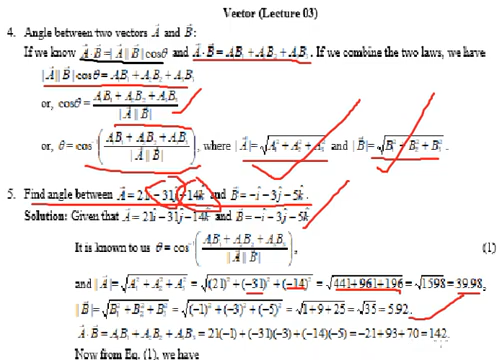 Vector (Lecture 03)
4. Angle between two vectors A⃗ and B⃗:
If we know A⃗·B⃗=|A⃗||B⃗|cosθ and A⃗·B⃗=A₁B₁+A₂B₂+A₃B₃. If we combine the two laws, we have
|A⃗||B⃗|cosθ=A₁B₁+A₂B₂+A₃B₃
or, cosθ=(A₁B₁+A₂B₂+A₃B₃)/(|A⃗||B⃗|)
or, θ=cos⁻¹((A₁B₁+A₂B₂+A₃B₃)/(|A⃗||B⃗|)), where |A⃗|=√(A₁²+A₂²+A₃²) and |B⃗|=√(B₁²+B₂²+B₃²).
5. Find angle between A⃗=21î-31ĵ-14k̂ and B⃗=-î-3ĵ-5k̂.
Solution: Given that A⃗=21î-31ĵ-14k̂ and B⃗=-î-3ĵ-5k̂
It is known to us θ=cos⁻¹((A₁B₁+A₂B₂+A₃B₃)/(|A⃗||B⃗|)), (1)
and |A⃗|=√(A₁²+A₂²+A₃²)=√((21)²+(-31)²+(-14)²)=√(441+961+196)=√1598=39.98,
|B⃗|=√(B₁²+B₂²+B₃²)=√((-1)²+(-3)²+(-5)²)=√(1+9+25)=√35=5.92,
A⃗·B⃗=A₁B₁+A₂B₂+A₃B₃=21(-1)+(-31)(-3)+(-14)(-5)=-21+93+70=142.
Now from Eq. (1), we have